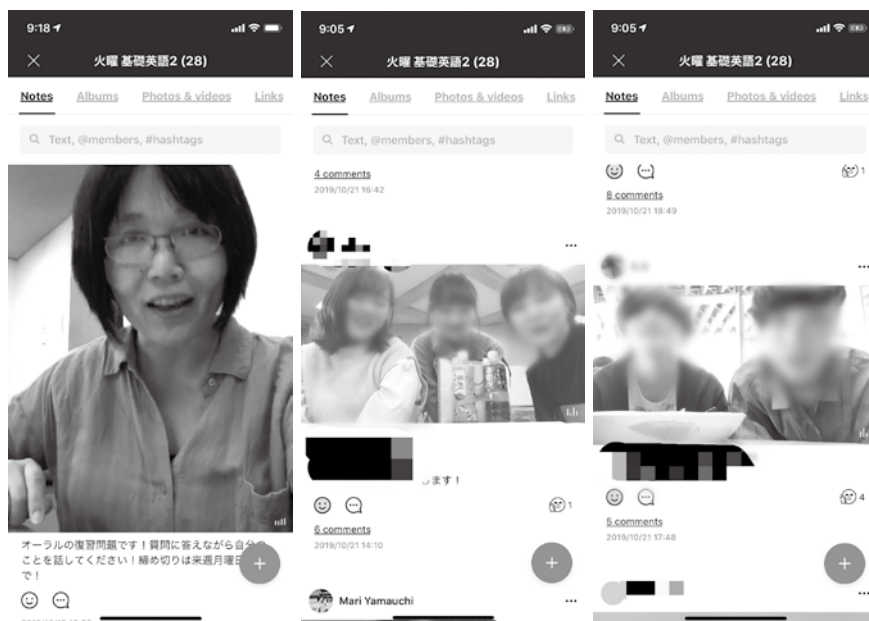 9:18
火曜 基礎英語2 (28)
Notes Albums Photos & videos Links
Text, @members, #hashtags
オーラルの復習問題です!質問に答えながら自分の
ことを話してください!締め切りは来週月曜日
で!
9:05
火曜 基礎英語2 (28)
Notes Albums Photos & videos Links
Text, @members, #hashtags
4 comments
2019/10/21 16:42
します!
1
6 comments
2019/10/21 14:10
Mari Yamauchi
9:05
火曜 基礎英語2 (28)
Notes Albums Photos & videos Links
Text, @members, #hashtags
1
8 comments
2019/10/21 18:49
4
5 comments
2019/10/21 17:48